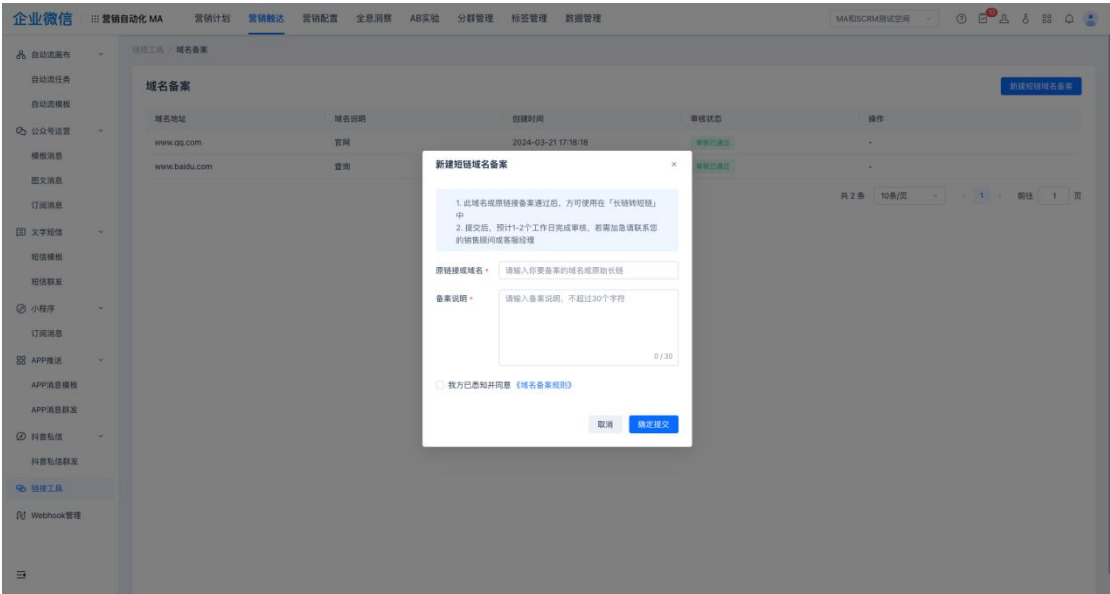 企业微信
营销自动化 MA
营销计划
营销触达
营销配置
全息洞察
AB实验
分群管理
标签管理
数据管理
MA和SCRM测试空间
10
自动流画布
自动流任务
自动流模板
公众号运营
模板消息
图文消息
订阅消息
文字短信
短信模板
短信群发
小程序
订阅消息
APP推送
APP消息模板
APP消息群发
抖音私信
抖音私信群发
链接工具
Webhook管理
链接工具 / 域名备案
域名备案
新建短链域名备案
域名地址
域名说明
创建时间
审核状态
操作
www.qq.com
官网
2024-03-21 17:18:18
审核已通过
-
www.baidu.com
查询
审核已通过
-
共 2 条
10条/页
1
前往
1
页
新建短链域名备案
1. 此域名或原链接备案通过后，方可使用在「长链转短链」
中
2. 提交后，预计1-2个工作日完成审核，若需加急请联系您
的销售顾问或客服经理
原链接或域名 *
请输入你要备案的域名或原始长链
备案说明 *
请输入备案说明，不超过30个字符
0 / 30
我方已悉知并同意《域名备案规则》
取消
确定提交